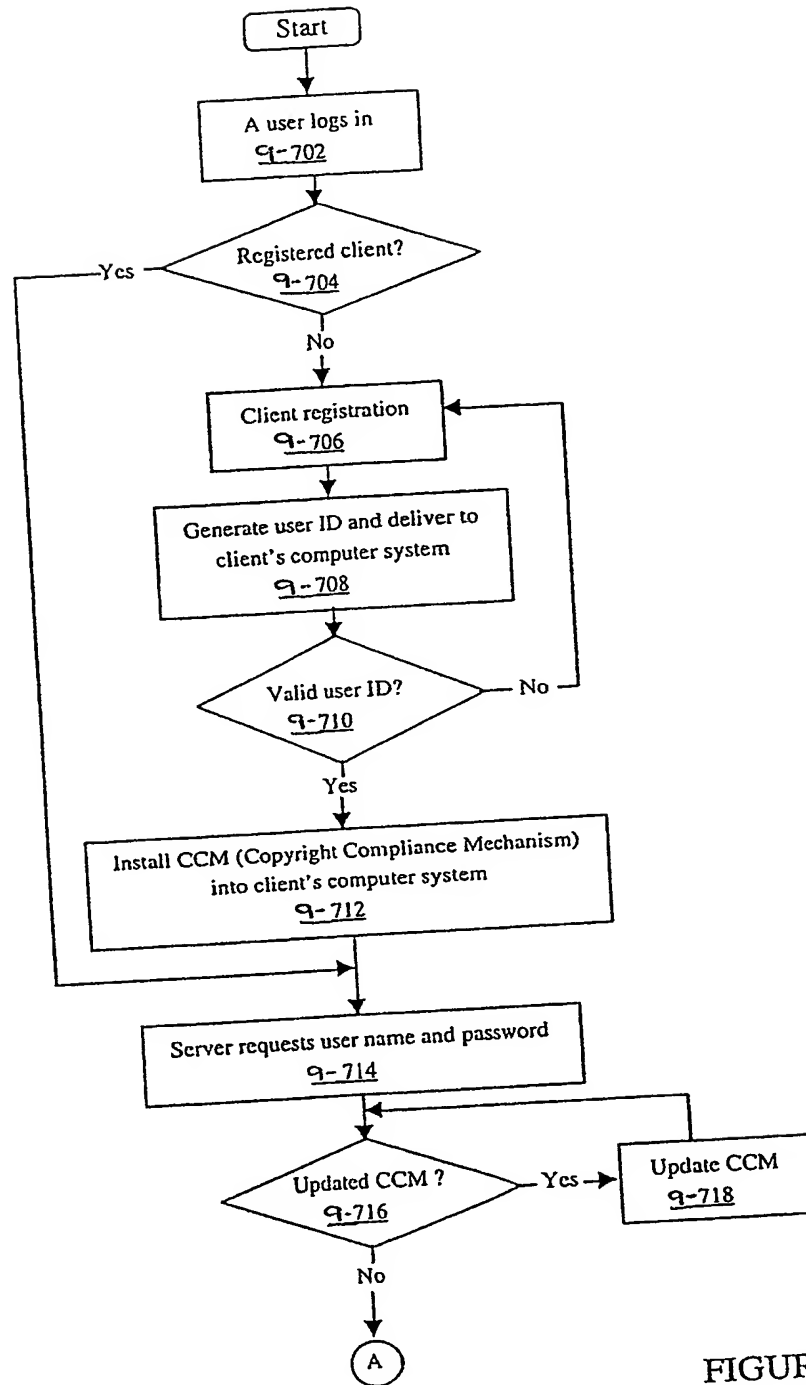 Start
A user logs in
9-702
Registered client?
9-704
Yes
No
Client registration
9-706
Generate user ID and deliver to
client's computer system
9-708
Valid user ID?
9-710
No
Yes
Install CCM (Copyright Compliance Mechanism)
into client's computer system
9-712
Server requests user name and password
9-714
Updated CCM ?
9-716
Yes
Update CCM
9-718
No
A